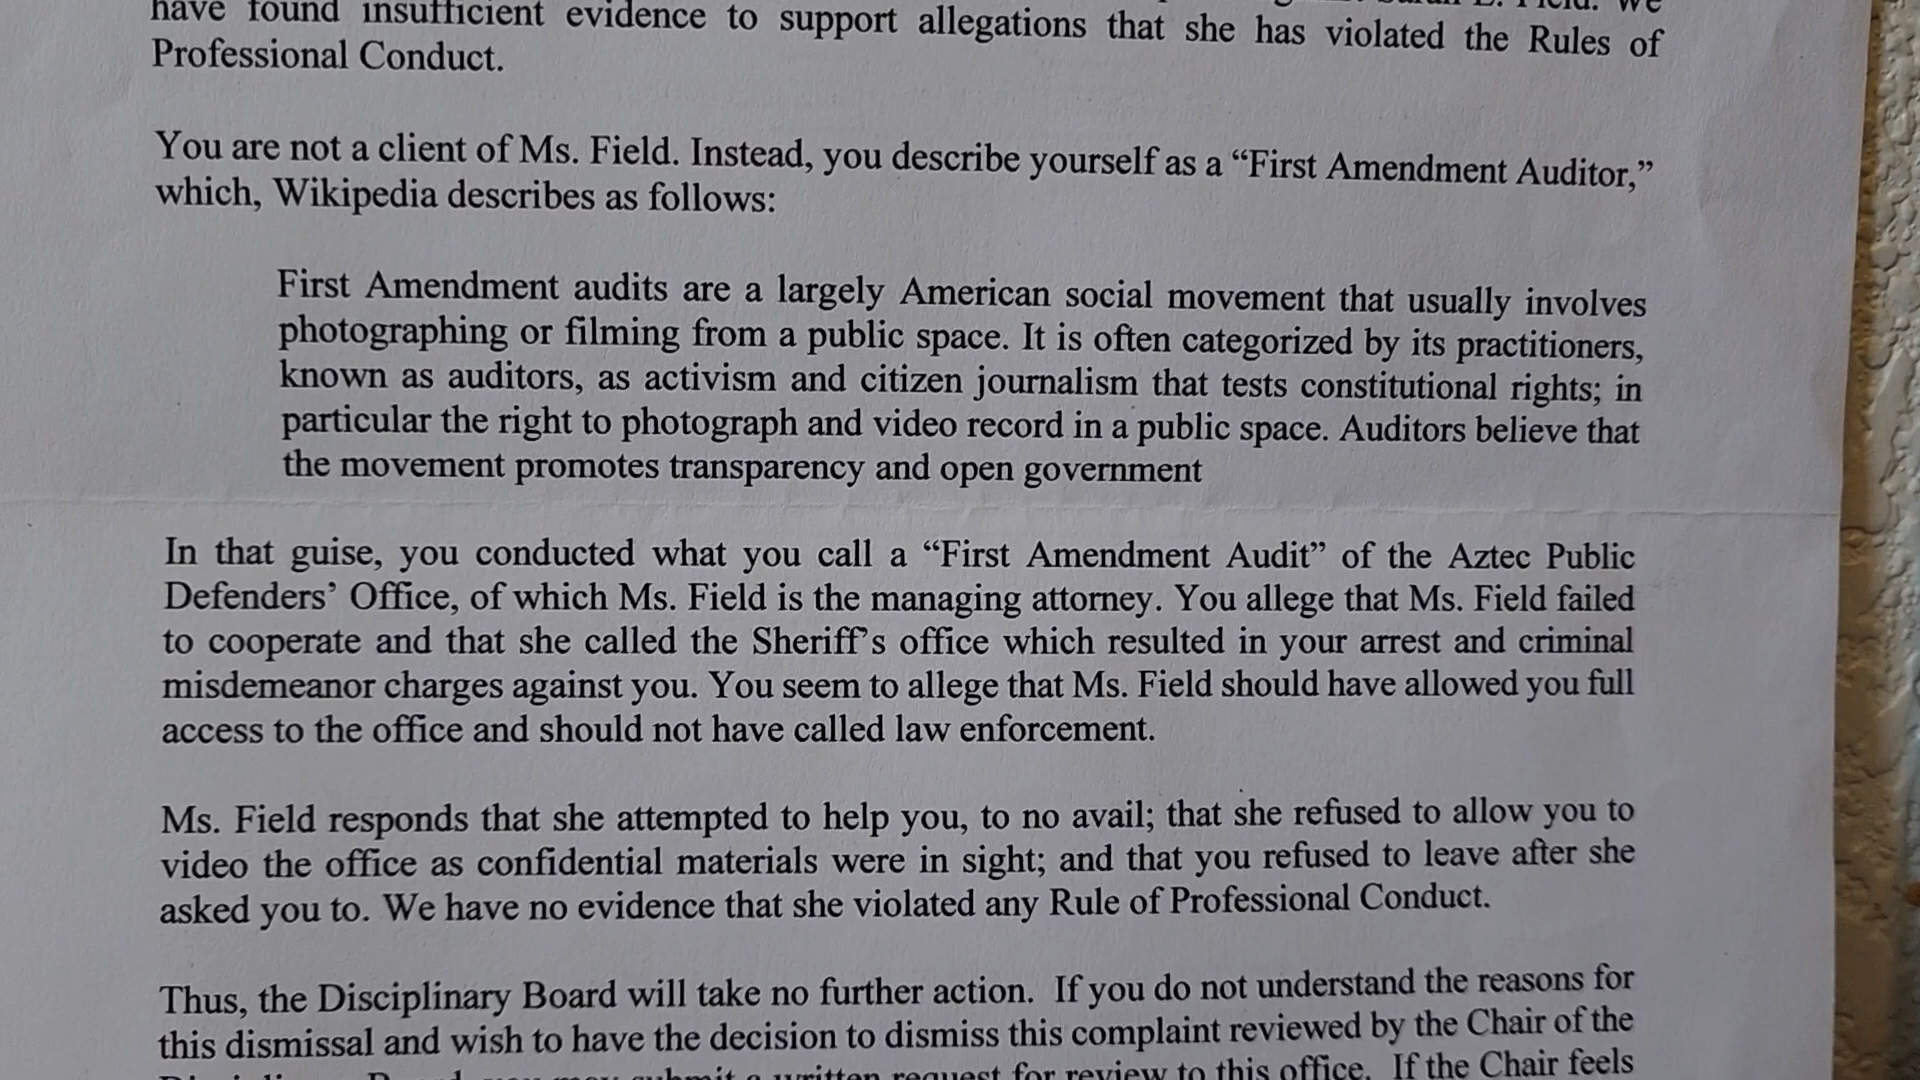 have found insufficient evidence to support allegations that she has violated the Rules of
Professional Conduct.
You are not a client of Ms. Field. Instead, you describe yourself as a “First Amendment Auditor,”
which, Wikipedia describes as follows:
First Amendment audits are a largely American social movement that usually involves
photographing or filming from a public space. It is often categorized by its practitioners,
known as auditors, as activism and citizen journalism that tests constitutional rights; in
particular the right to photograph and video record in a public space. Auditors believe that
the movement promotes transparency and open government
In that guise, you conducted what you call a “First Amendment Audit” of the Aztec Public
Defenders’ Office, of which Ms. Field is the managing attorney. You allege that Ms. Field failed
to cooperate and that she called the Sheriff’s office which resulted in your arrest and criminal
misdemeanor charges against you. You seem to allege that Ms. Field should have allowed you full
access to the office and should not have called law enforcement.
Ms. Field responds that she attempted to help you, to no avail; that she refused to allow you to
video the office as confidential materials were in sight; and that you refused to leave after she
asked you to. We have no evidence that she violated any Rule of Professional Conduct.
Thus, the Disciplinary Board will take no further action. If you do not understand the reasons for
this dismissal and wish to have the decision to dismiss this complaint reviewed by the Chair of the
submit a written request for review to this office. If the Chair feels